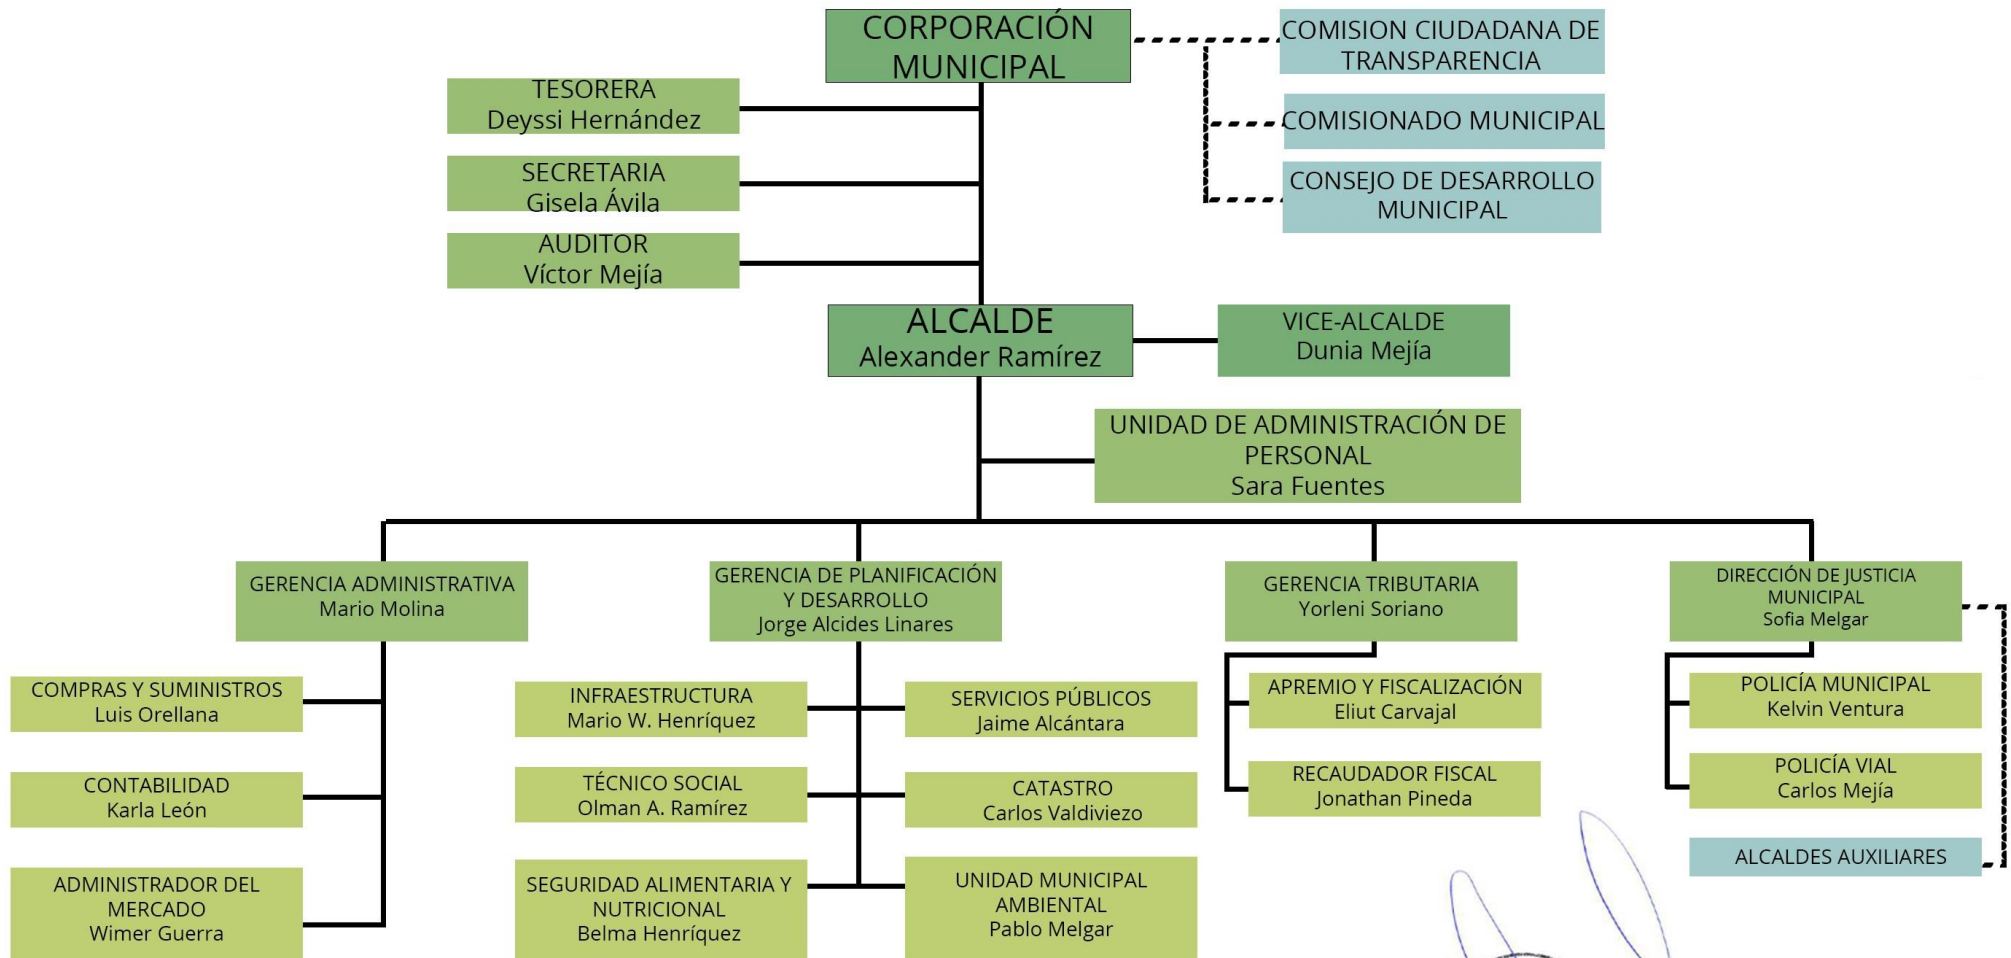 CORPORACIÓN
MUNICIPAL
COMISION CIUDADANA DE
TRANSPARENCIA
COMISIONADO MUNICIPAL
CONSEJO DE DESARROLLO
MUNICIPAL
TESORERA
Deyssi Hernández
SECRETARIA
Gisela Ávila
AUDITOR
Víctor Mejía
ALCALDE
Alexander Ramírez
VICE-ALCALDE
Dunia Mejía
UNIDAD DE ADMINISTRACIÓN DE
PERSONAL
Sara Fuentes
GERENCIA ADMINISTRATIVA
Mario Molina
COMPRAS Y SUMINISTROS
Luis Orellana
CONTABILIDAD
Karla León
ADMINISTRADOR DEL
MERCADO
Wimer Guerra
GERENCIA DE PLANIFICACIÓN
Y DESARROLLO
Jorge Alcides Linares
INFRAESTRUCTURA
Mario W. Henríquez
SERVICIOS PÚBLICOS
Jaime Alcántara
TÉCNICO SOCIAL
Olman A. Ramírez
CATASTRO
Carlos Valdiviezo
SEGURIDAD ALIMENTARIA Y
NUTRICIONAL
Belma Henríquez
UNIDAD MUNICIPAL
AMBIENTAL
Pablo Melgar
GERENCIA TRIBUTARIA
Yorleni Soriano
APREMIO Y FISCALIZACIÓN
Eliut Carvajal
RECAUDADOR FISCAL
Jonathan Pineda
DIRECCIÓN DE JUSTICIA
MUNICIPAL
Sofia Melgar
POLICÍA MUNICIPAL
Kelvin Ventura
POLICÍA VIAL
Carlos Mejía
ALCALDES AUXILIARES